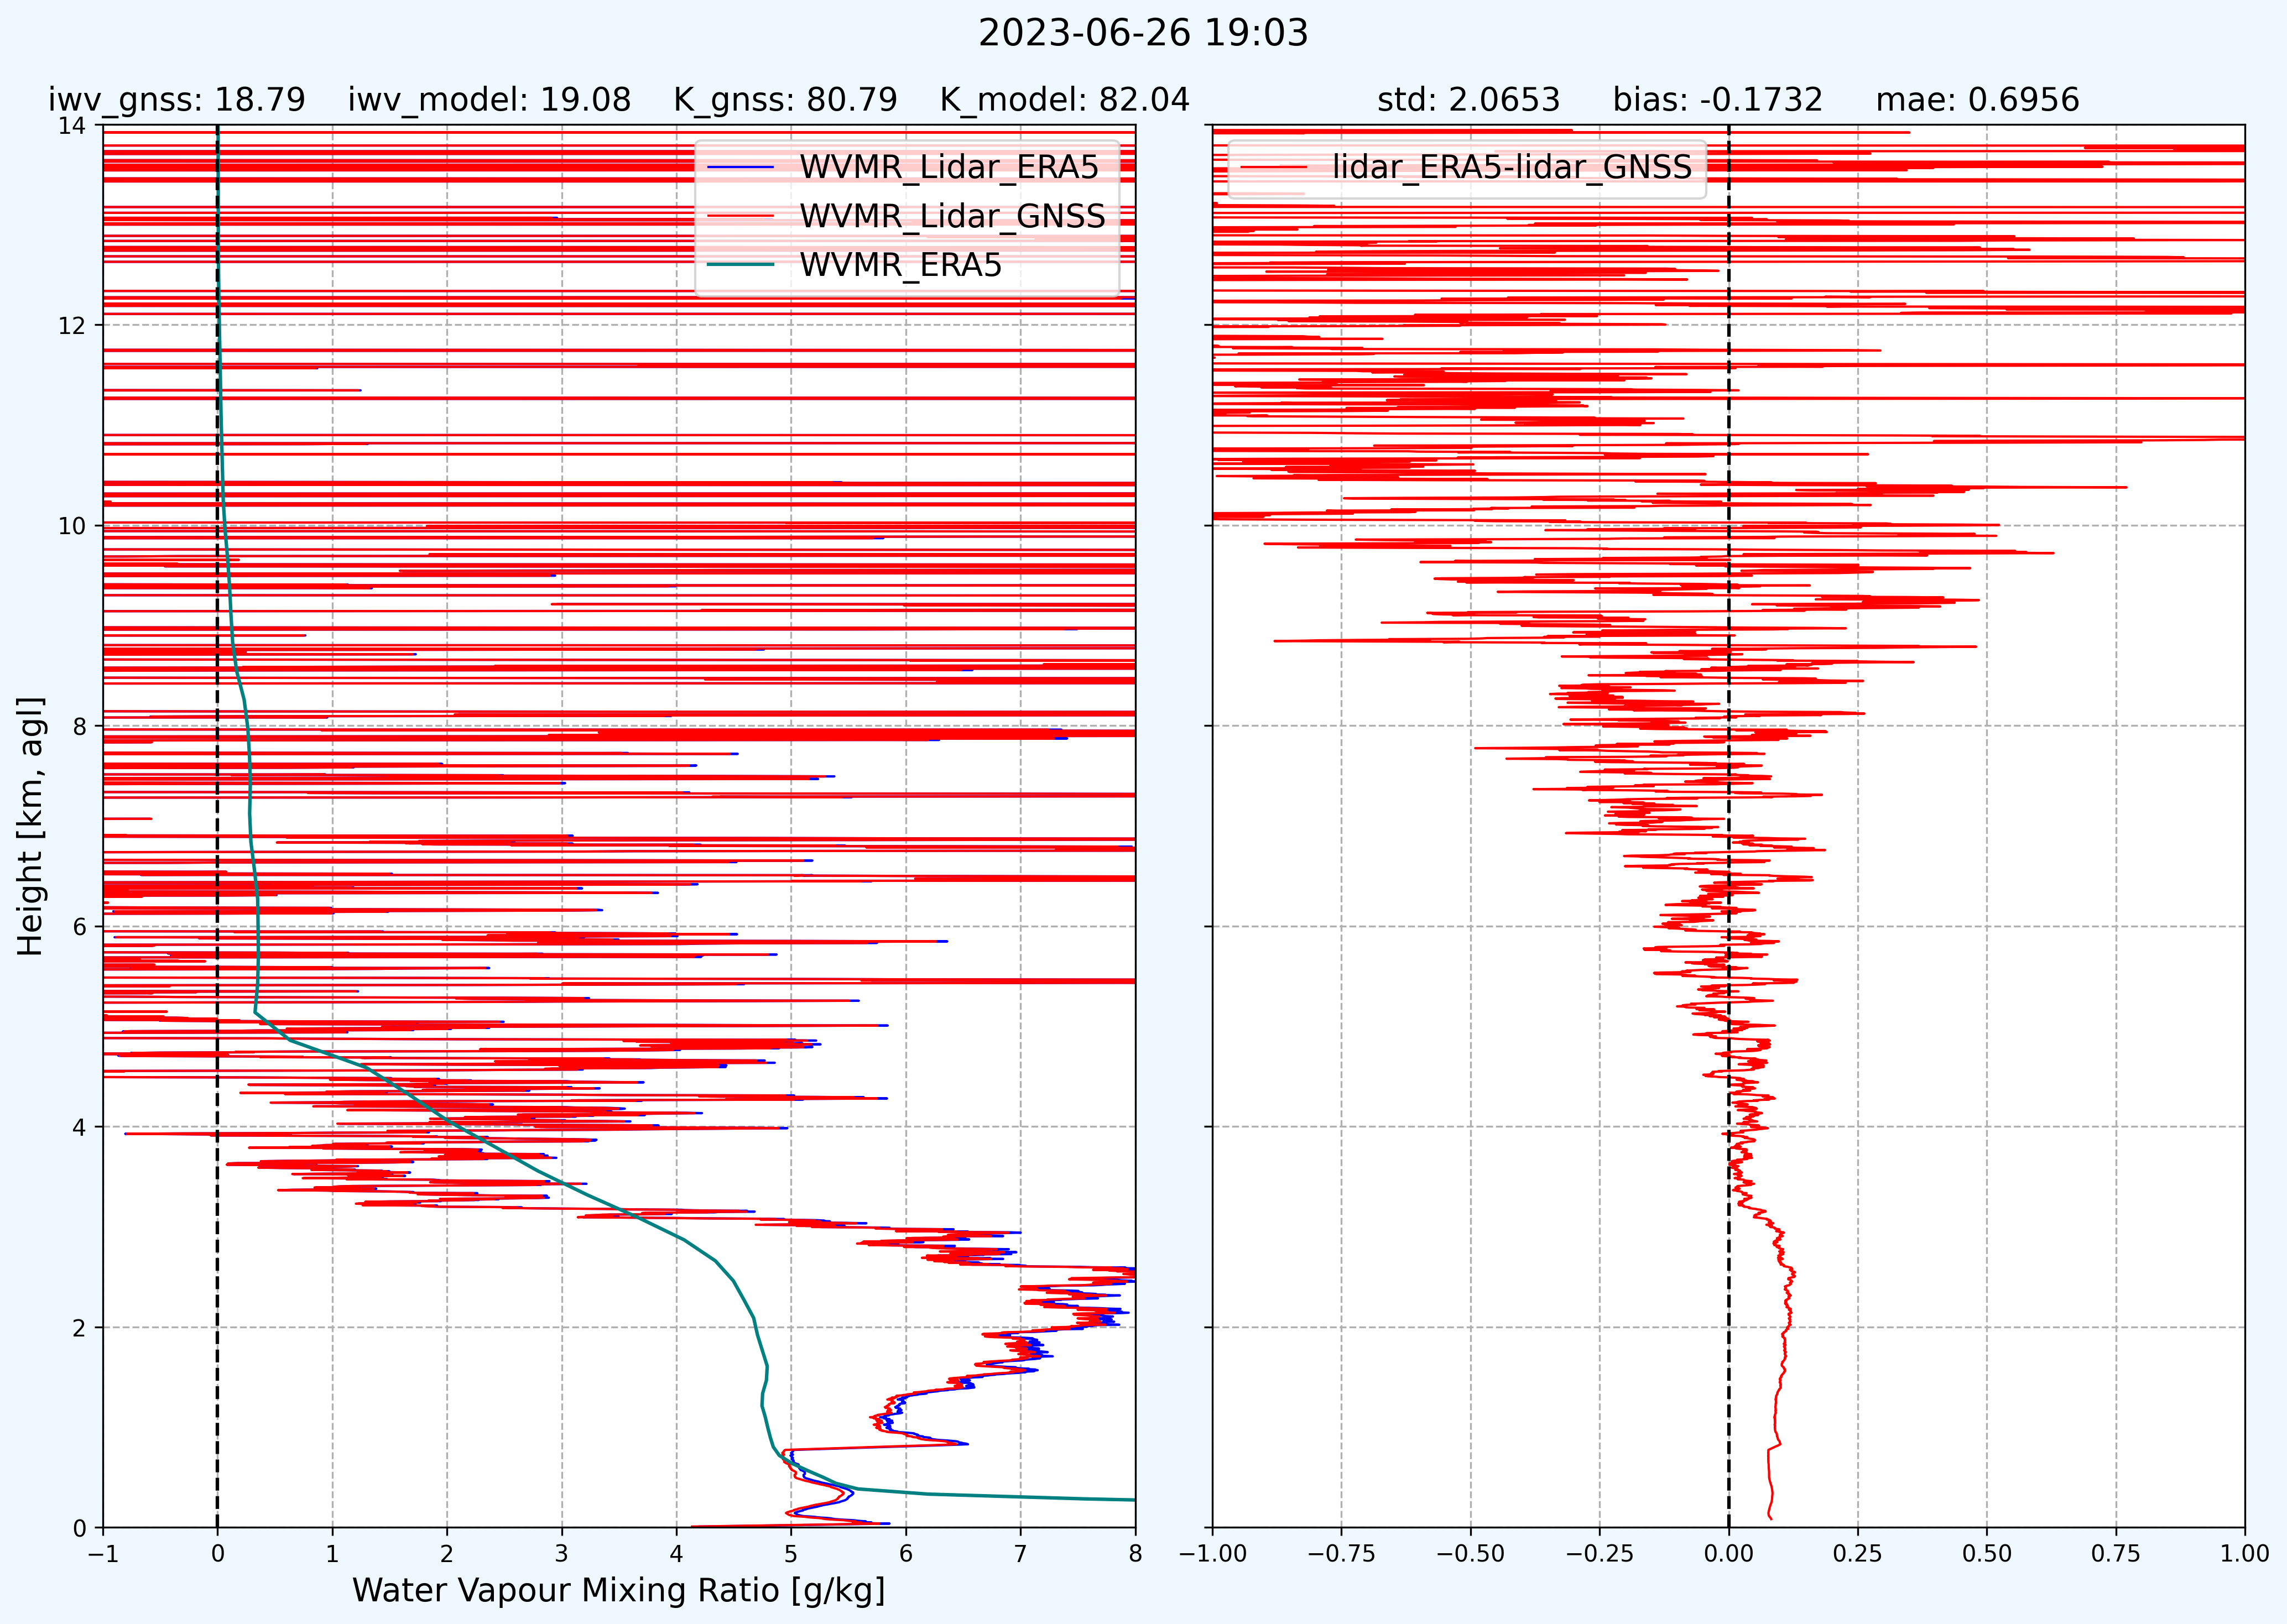 2023-06-26 19:03
iwv_gnss: 18.79 iwv_model: 19.08 K_gnss: 80.79 K_model: 82.04
std: 2.0653 bias: -0.1732 mae: 0.6956
WVMR_Lidar_ERA5
WVMR_Lidar_GNSS
WVMR_ERA5
lidar_ERA5-lidar_GNSS
Height [km, agl]
14
12
10
8
6
4
2
0
−1 0 1 2 3 4 5 6 7 8
−1.00 −0.75 −0.50 −0.25 0.00 0.25 0.50 0.75 1.00
Water Vapour Mixing Ratio [g/kg]